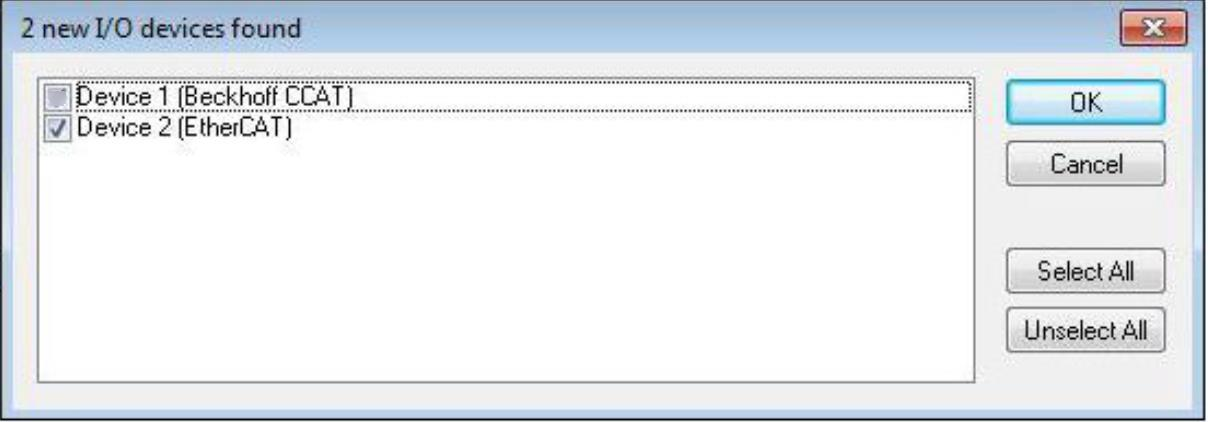 2 new I/O devices found
Device 1 (Beckhoff CCAT)
Device 2 (EtherCAT)
OK
Cancel
Select All
Unselect All